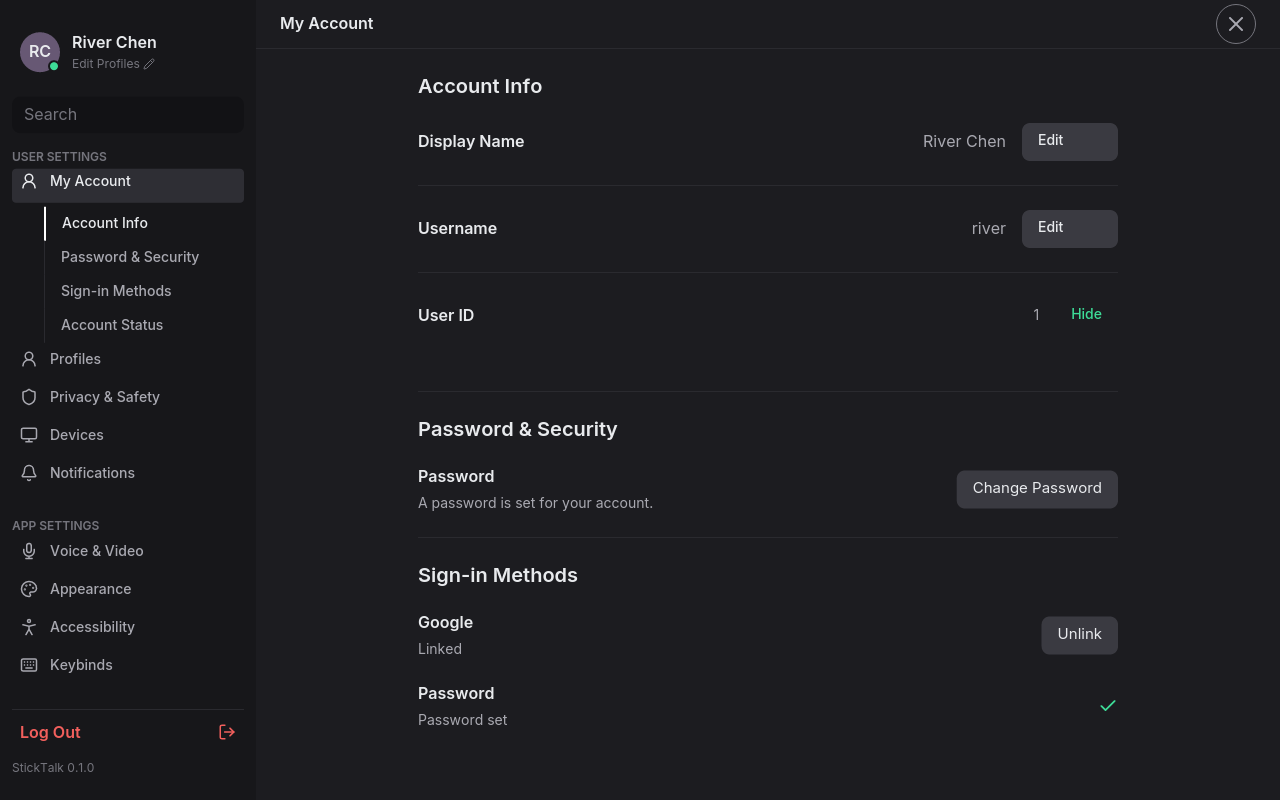 RC
River Chen
Edit Profiles
Search
USER SETTINGS
My Account
Account Info
Password & Security
Sign-in Methods
Account Status
Profiles
Privacy & Safety
Devices
Notifications
APP SETTINGS
Voice & Video
Appearance
Accessibility
Keybinds
Log Out
StickTalk 0.1.0
My Account
Account Info
Display Name River Chen Edit
Username river Edit
User ID 1 Hide
Password & Security
Password
A password is set for your account.
Change Password
Sign-in Methods
Google
Linked
Unlink
Password
Password set